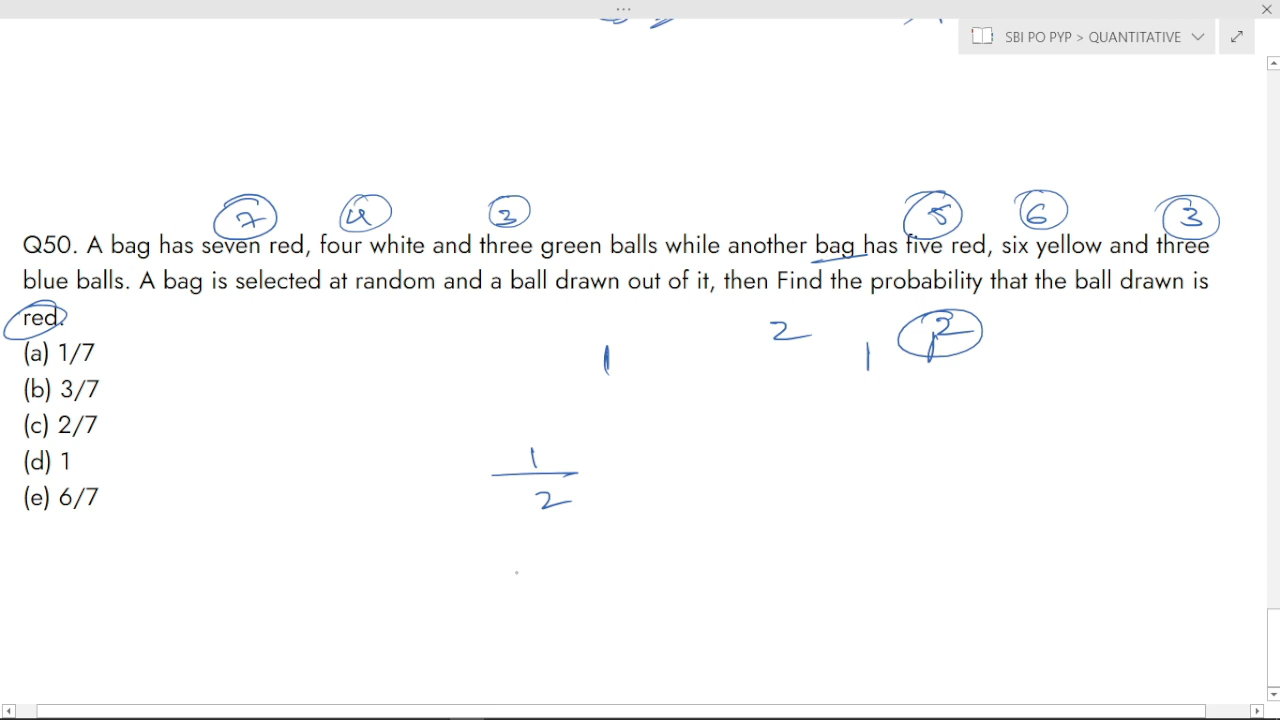 SBI PO PYP > QUANTITATIVE
7 4 3 5 6 3
Q50. A bag has seven red, four white and three green balls while another bag has five red, six yellow and three
blue balls. A bag is selected at random and a ball drawn out of it, then Find the probability that the ball drawn is
red.
2 2
1 1
(a) 1/7
(b) 3/7
(c) 2/7
(d) 1
1
(e) 6/7
2